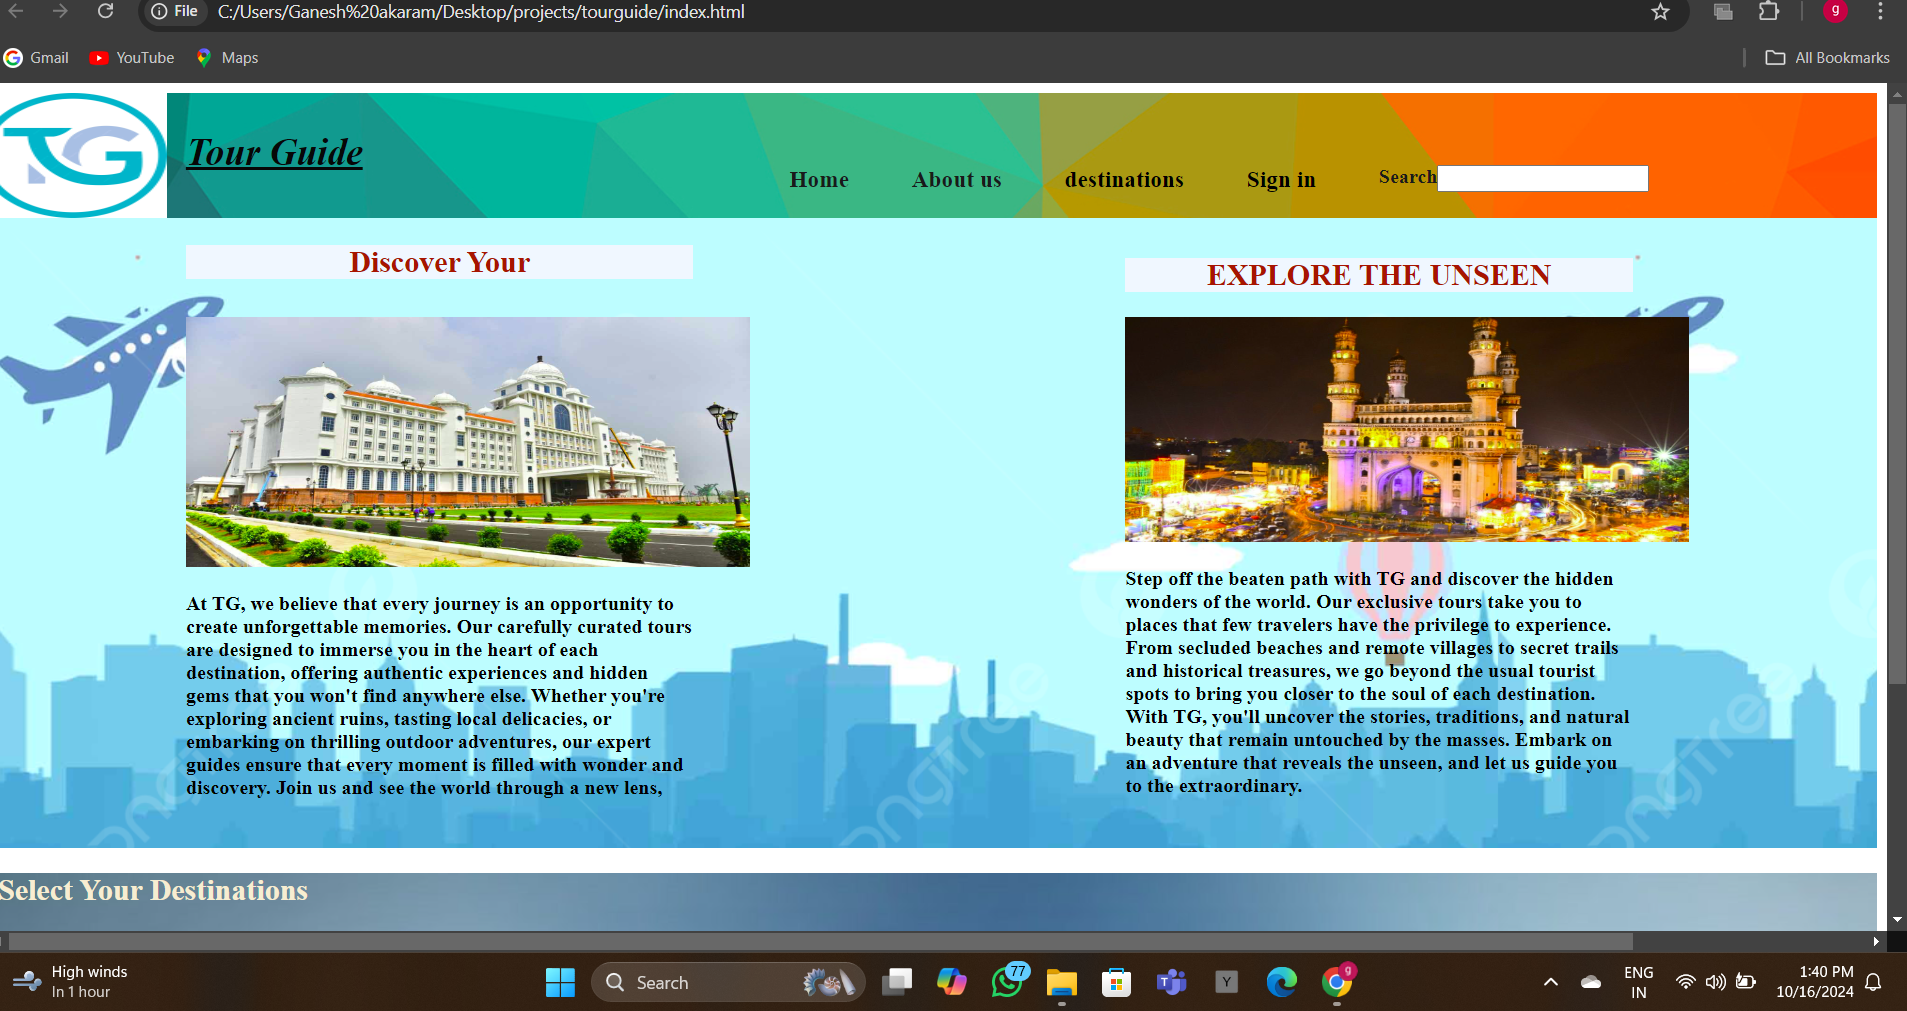 File C:/Users/Ganesh%20akaram/Desktop/projects/tourguide/index.html g
Gmail YouTube Maps All Bookmarks
TG
Tour Guide
Home About us destinations Sign in Search
Discover Your
At TG, we believe that every journey is an opportunity to
create unforgettable memories. Our carefully curated tours
are designed to immerse you in the heart of each
destination, offering authentic experiences and hidden
gems that you won't find anywhere else. Whether you're
exploring ancient ruins, tasting local delicacies, or
embarking on thrilling outdoor adventures, our expert
guides ensure that every moment is filled with wonder and
discovery. Join us and see the world through a new lens,
EXPLORE THE UNSEEN
Step off the beaten path with TG and discover the hidden
wonders of the world. Our exclusive tours take you to
places that few travelers have the privilege to experience.
From secluded beaches and remote villages to secret trails
and historical treasures, we go beyond the usual tourist
spots to bring you closer to the soul of each destination.
With TG, you'll uncover the stories, traditions, and natural
beauty that remain untouched by the masses. Embark on
an adventure that reveals the unseen, and let us guide you
to the extraordinary.
Select Your Destinations
High winds
In 1 hour
Search
77
Y
g
ENG
IN
1:40 PM
10/16/2024